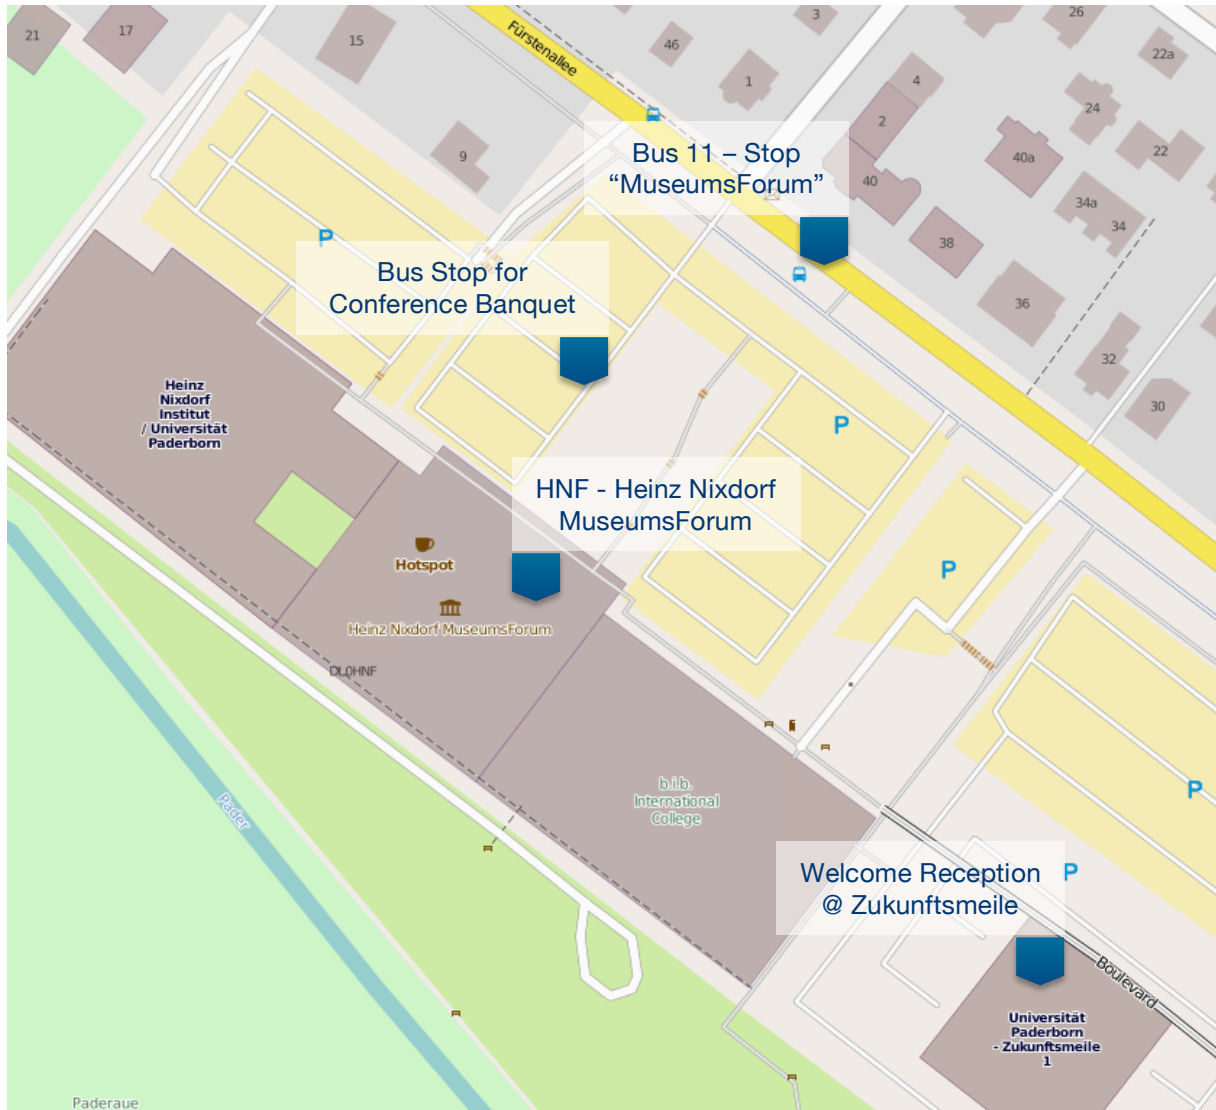 21
17
15
46
3
26
22a
Fürstenallee
1
4
2
24
9
40a
22
40
34a
34
38
36
32
30
Bus 11 – Stop
“MuseumsForum”
P
Bus Stop for
Conference Banquet
Heinz
Nixdorf
Institut
/ Universität
Paderborn
P
HNF - Heinz Nixdorf
MuseumsForum
Hotspot
P
Heinz Nixdorf MuseumsForum
DL0HNF
b.i.b.
International
College
P
Pader
Welcome Reception
@ Zukunftsmeile
P
Boulevard
Universität
Paderborn
- Zukunftsmeile
1
Paderaue